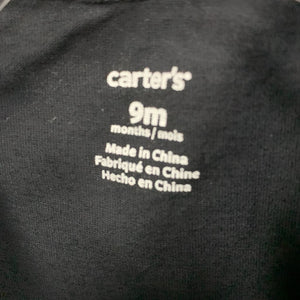 carter's®
9m
months/mois
Made in China
Fabriqué en Chine
Hecho en China